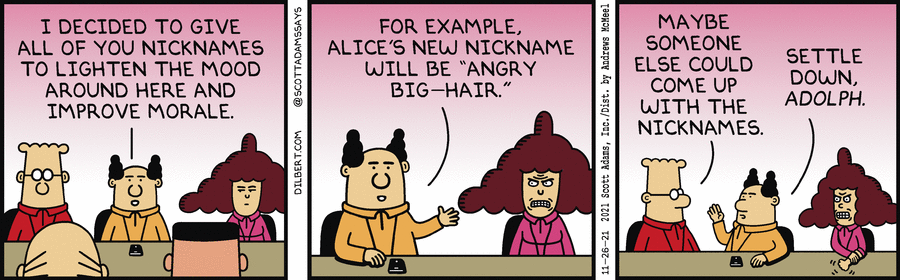 I DECIDED TO GIVE
ALL OF YOU NICKNAMES
TO LIGHTEN THE MOOD
AROUND HERE AND
IMPROVE MORALE.
DILBERT.COM @SCOTTADAMSSAYS
FOR EXAMPLE,
ALICE'S NEW NICKNAME
WILL BE "ANGRY
BIG–HAIR."
11-26-21 2021 Scott Adams, Inc./Dist. by Andrews McMeel
MAYBE
SOMEONE
ELSE COULD
COME UP
WITH THE
NICKNAMES.
SETTLE
DOWN,
ADOLPH.